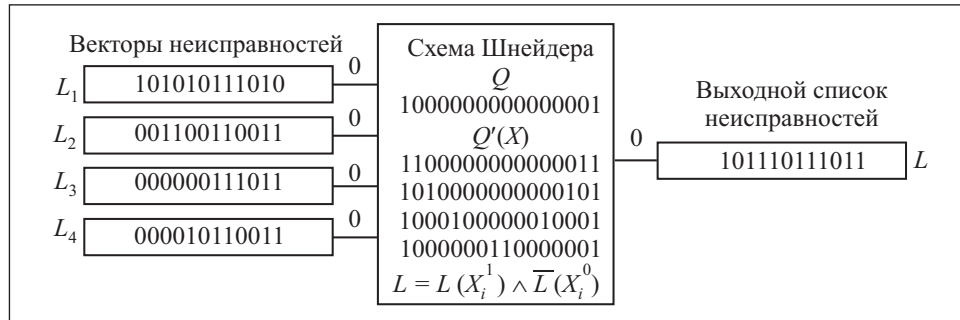 Векторы неисправностей
L1 101010111010 0
L2 001100110011 0
L3 000000111011 0
L4 000010110011 0
Схема Шнейдера
Q
1000000000000001
Q′(X)
1100000000000011
1010000000000101
1000100000010001
1000000110000001
L = L (X_i^1) ∧ L̅ (X_i^0)
Выходной список
неисправностей
0 101110111011 L